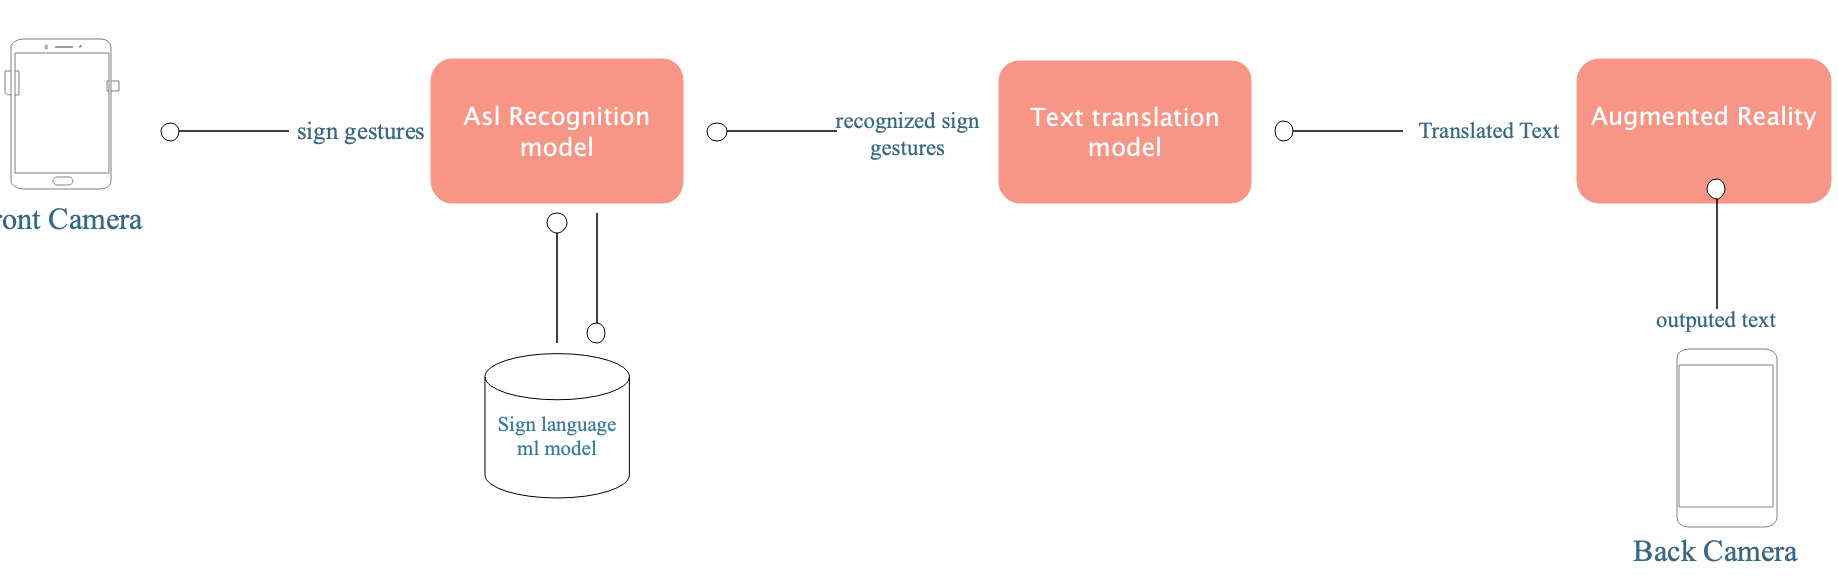 sign gestures
Asl Recognition
model
recognized sign
gestures
Text translation
model
Translated Text
Augmented Reality
ront Camera
outputed text
Sign language
ml model
Back Camera